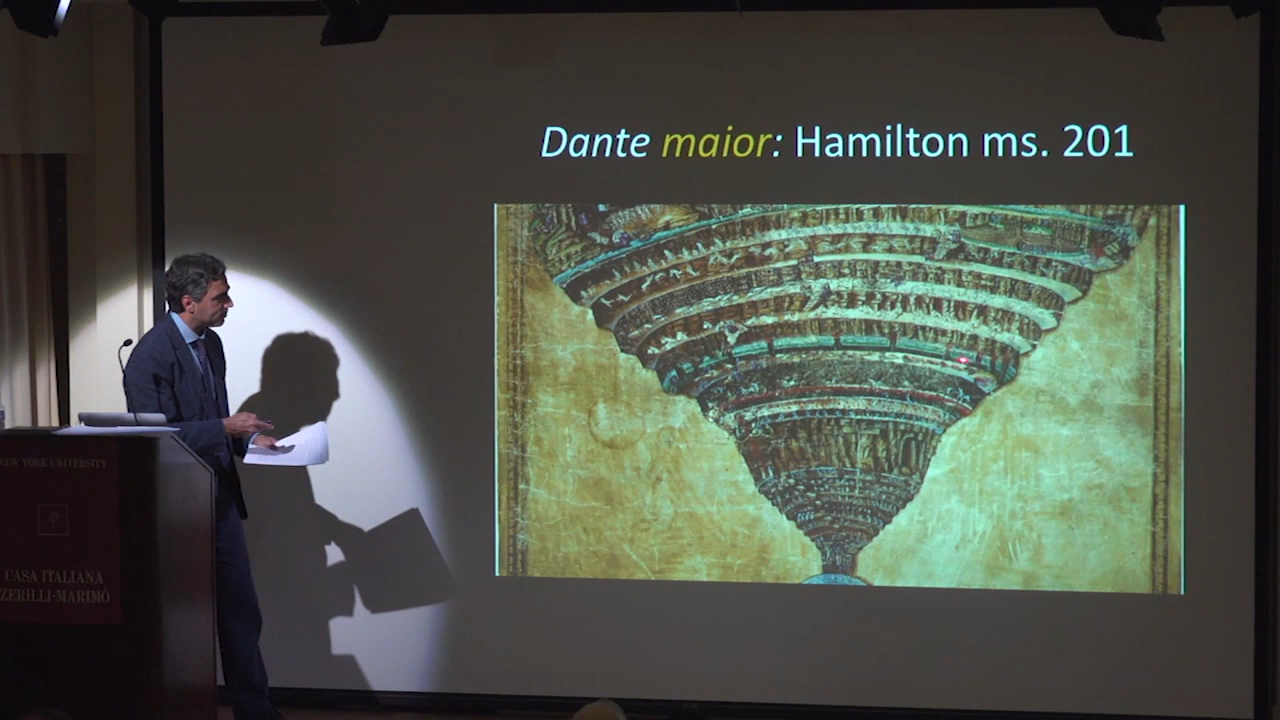 Dante maior: Hamilton ms. 201
NEW YORK UNIVERSITY
CASA ITALIANA
ZERILLI-MARIMÒ